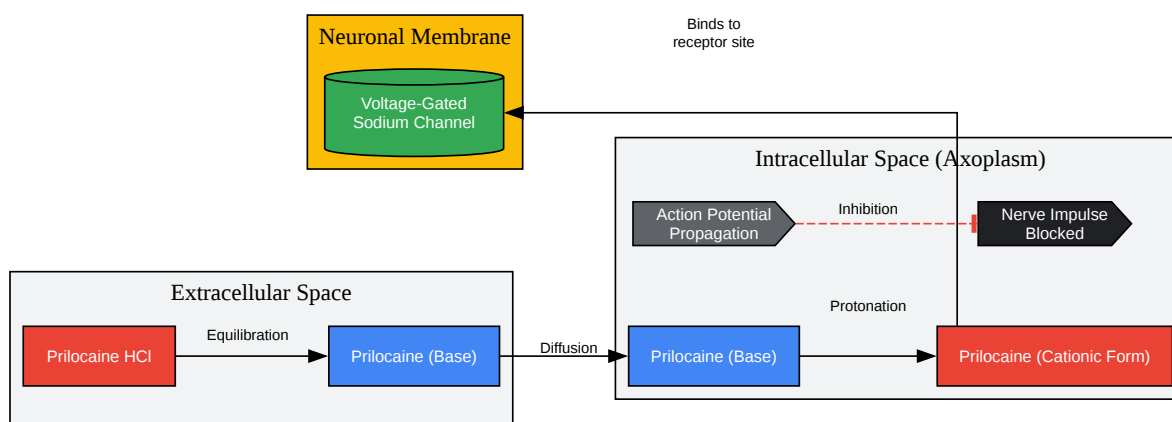 Neuronal Membrane
Voltage-Gated
Sodium Channel
Binds to
receptor site
Intracellular Space (Axoplasm)
Action Potential
Propagation
Inhibition
Nerve Impulse
Blocked
Extracellular Space
Prilocaine HCl
Equilibration
Prilocaine (Base)
Diffusion
Prilocaine (Base)
Protonation
Prilocaine (Cationic Form)